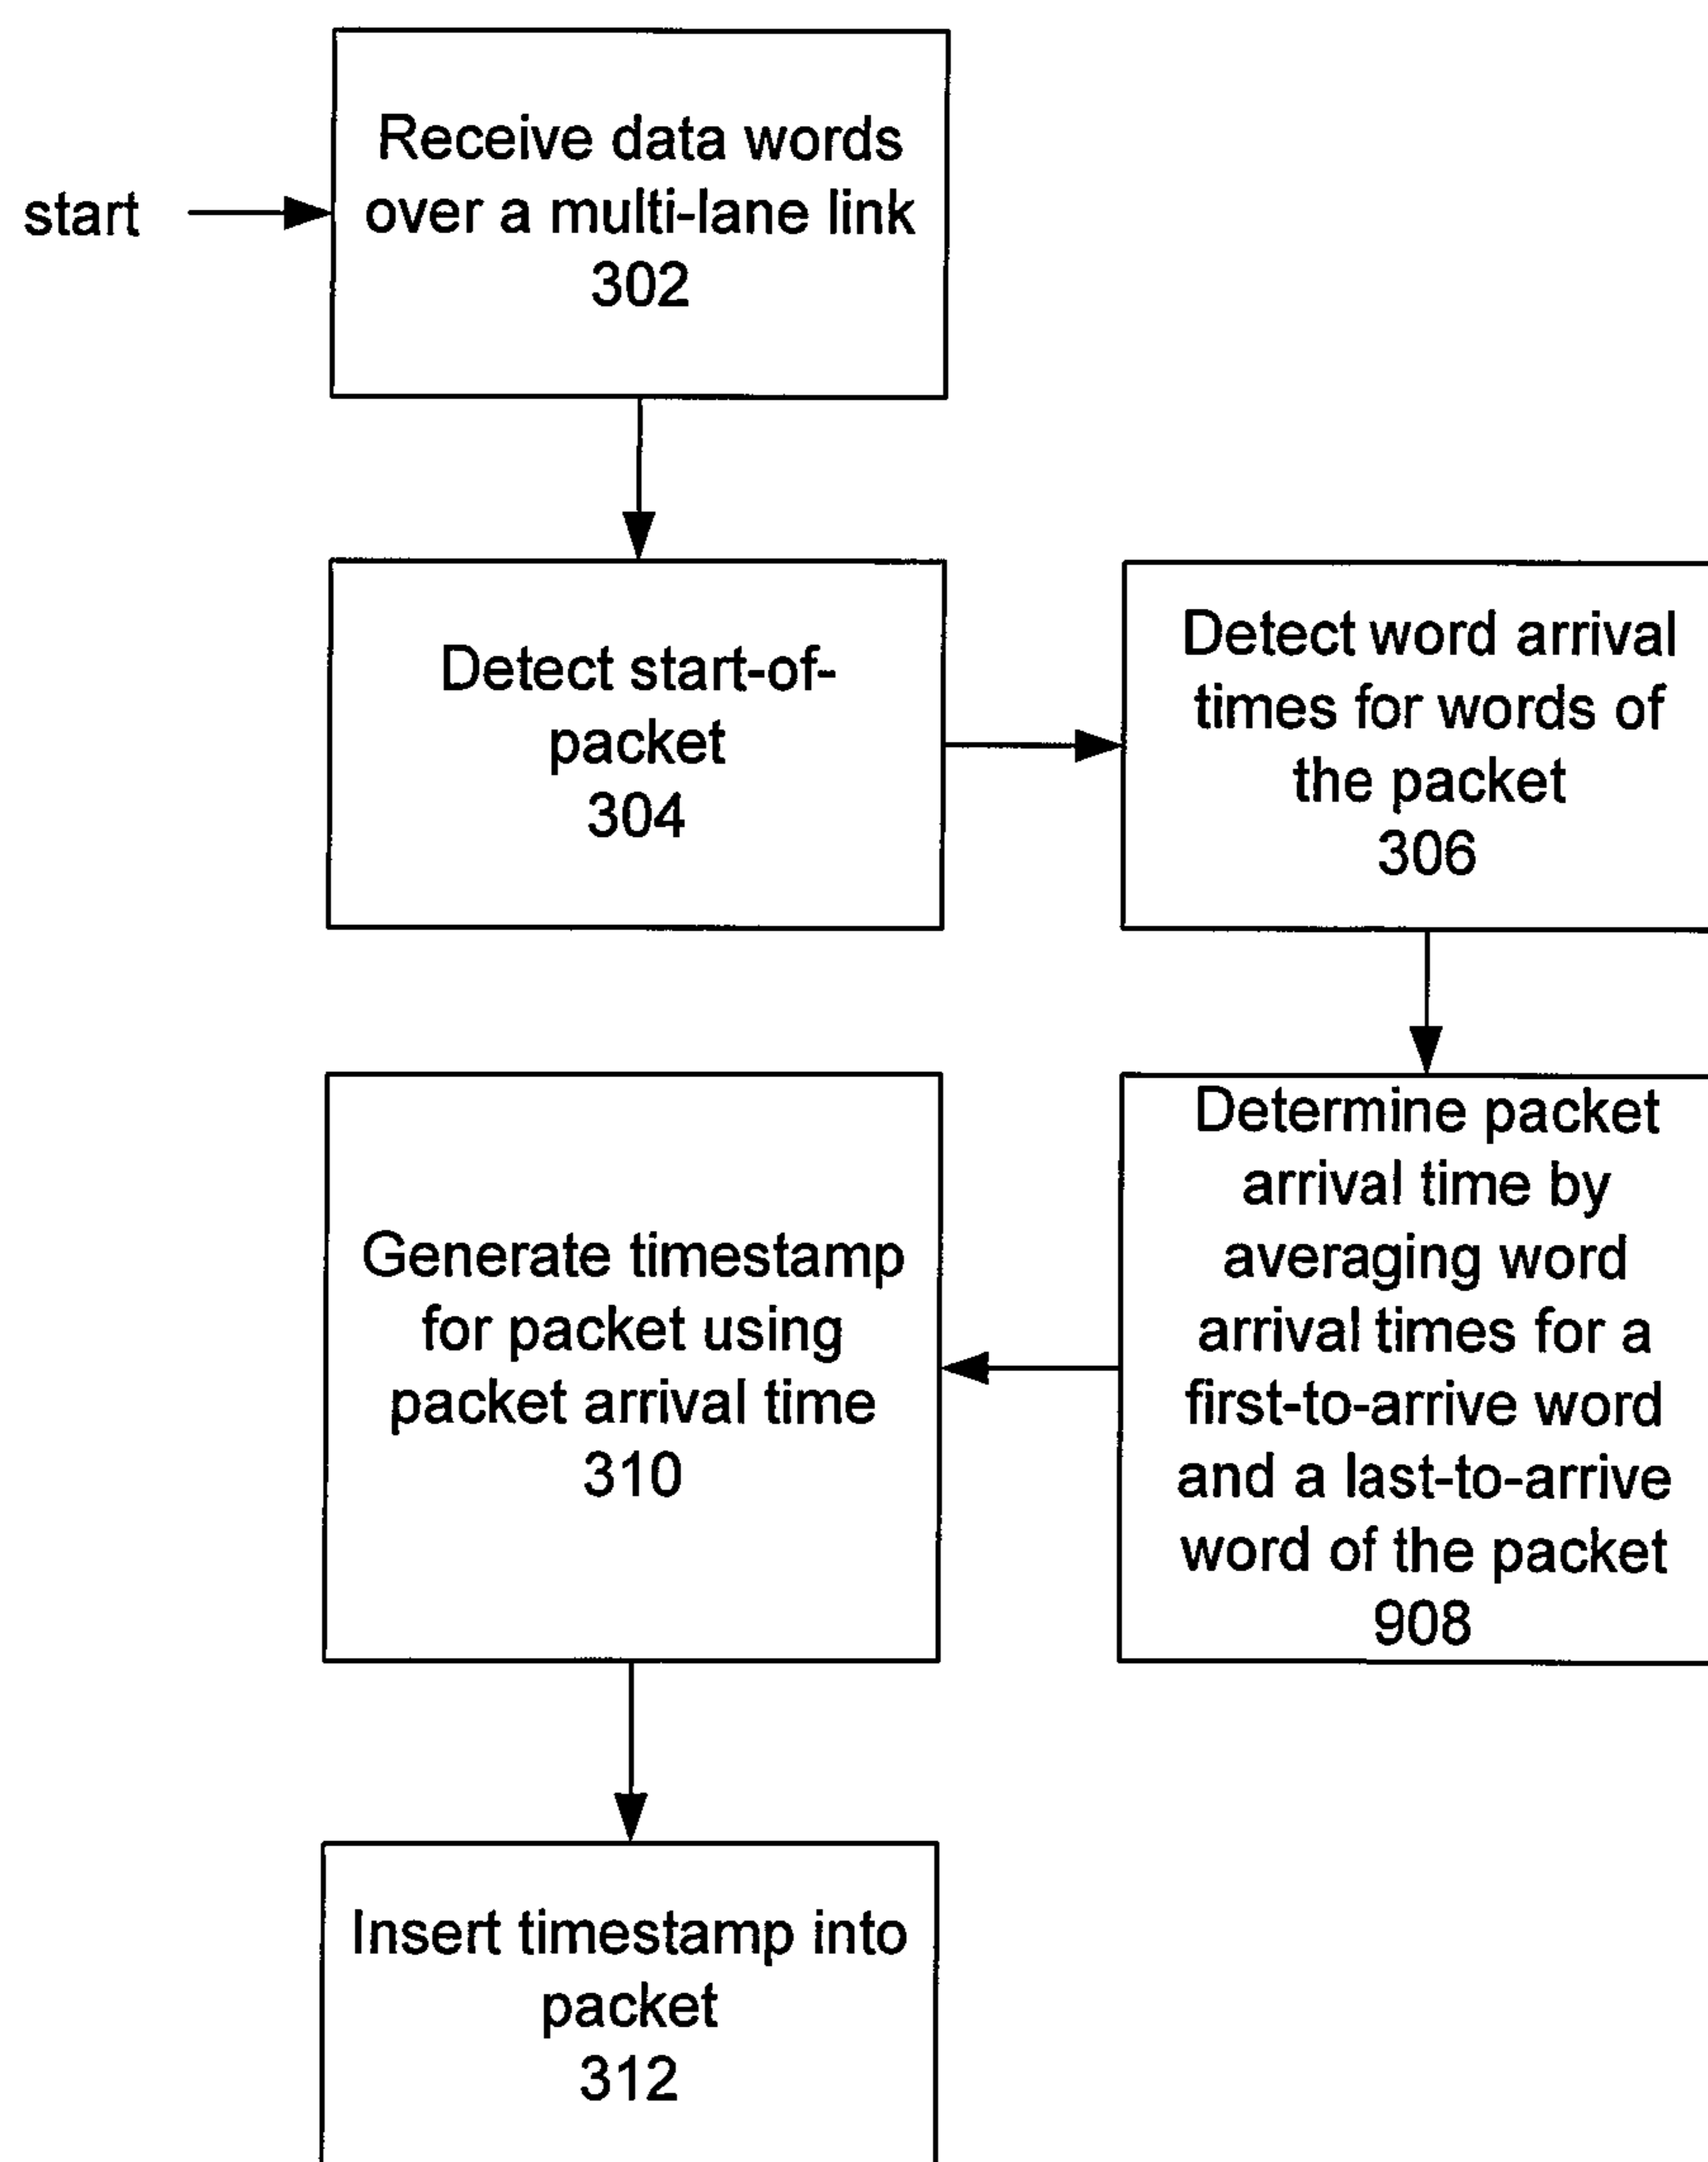 start
Receive data words
over a multi-lane link
302
Detect start-of-
packet
304
Detect word arrival
times for words of
the packet
306
Determine packet
arrival time by
averaging word
arrival times for a
first-to-arrive word
and a last-to-arrive
word of the packet
908
Generate timestamp
for packet using
packet arrival time
310
Insert timestamp into
packet
312